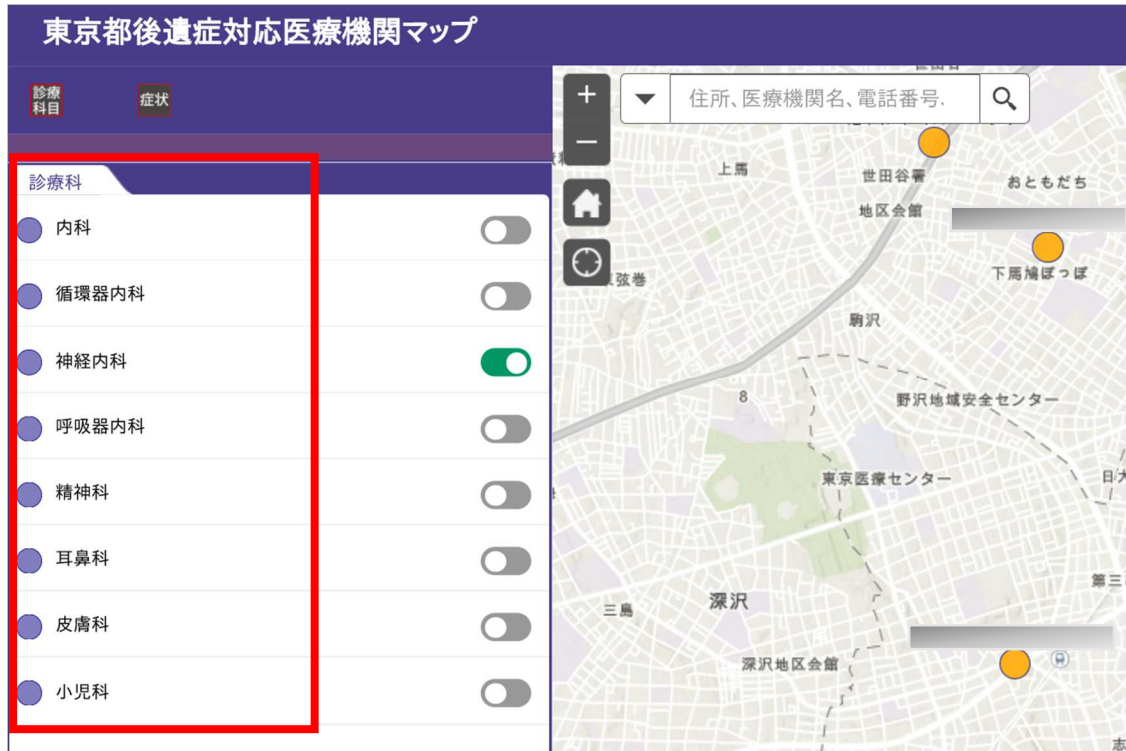 東京都後遺症対応医療機関マップ
診療
科目
症状
診療科
内科
循環器内科
神経内科
呼吸器内科
精神科
耳鼻科
皮膚科
小児科
住所、医療機関名、電話番号.
上馬
世田谷署
おともだち
地区会館
下馬鳩ぽっぽ
弦巻
駒沢
8
野沢地域安全センター
東京医療センター
日大
第三
深沢
三島
深沢地区会館
志